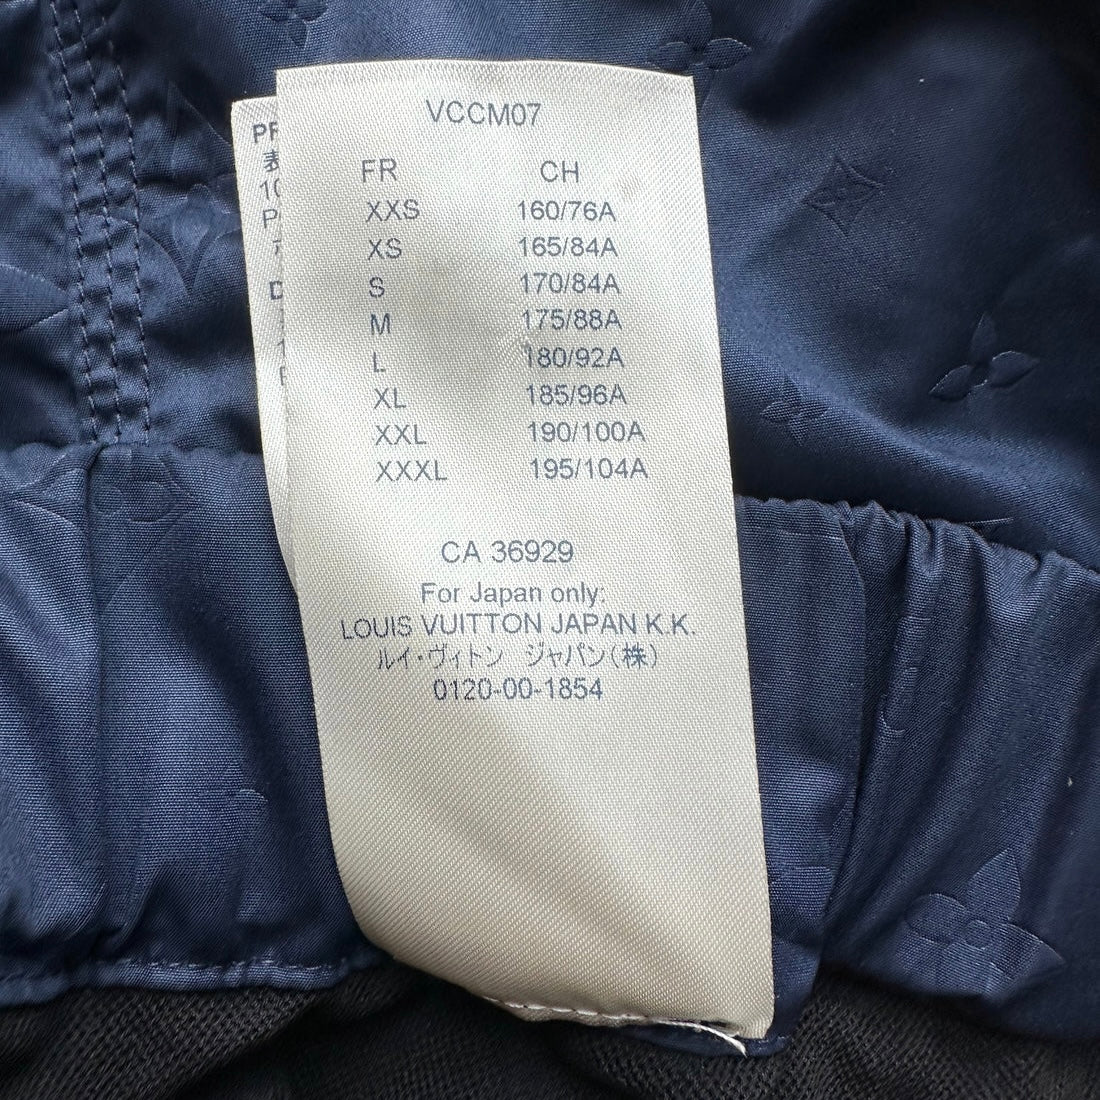 VCCM07
FR CH
XXS 160/76A
XS 165/84A
S 170/84A
M 175/88A
L 180/92A
XL 185/96A
XXL 190/100A
XXXL 195/104A
CA 36929
For Japan only:
LOUIS VUITTON JAPAN K.K.
ルイ・ヴィトン ジャパン(株)
0120-00-1854
表